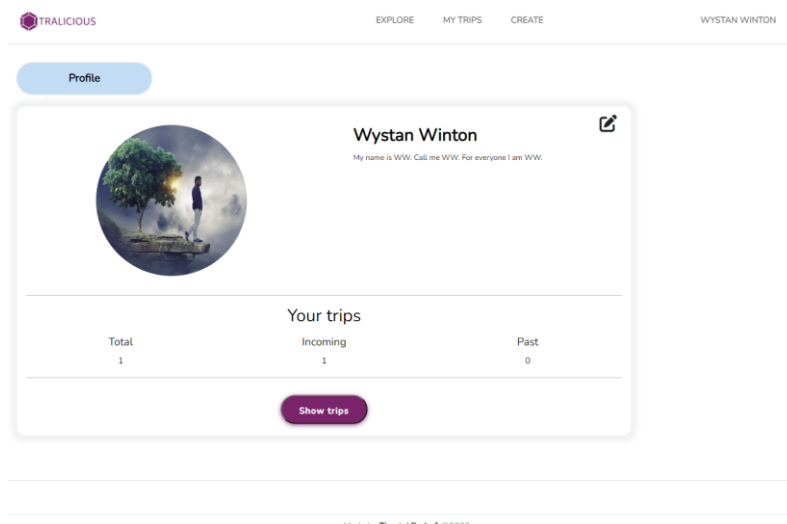 TRALICIOUS EXPLORE MY TRIPS CREATE WYSTAN WINTON
Profile
Wystan Winton
My name is WW. Call me WW. For everyone I am WW.
Your trips
Total Incoming Past
1 1 0
Show trips